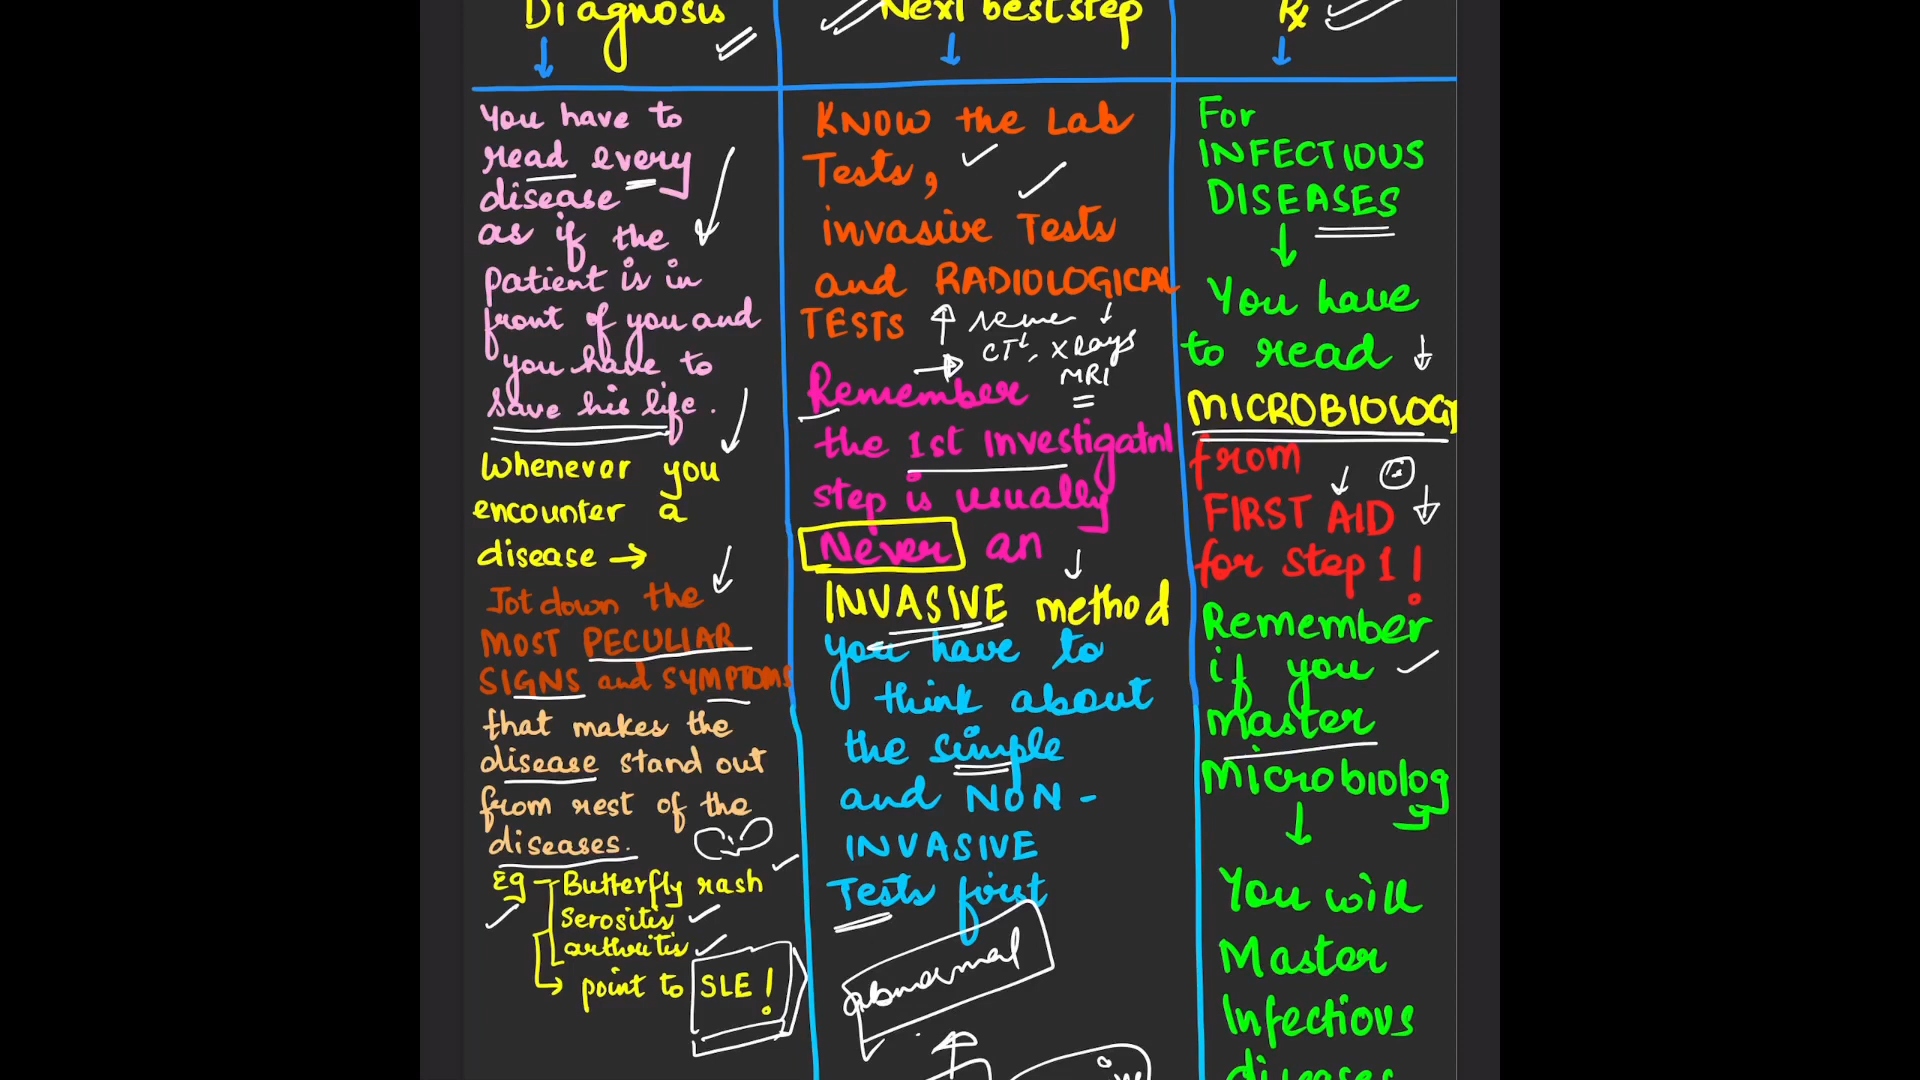 Diagnosis
You have to
read every
disease
as if the
patient is in
front of you and
you have to
save his life.
Whenever you
encounter a
disease →
Jot down the
MOST PECULIAR
SIGNS and SYMPTOMS
that makes the
disease stand out
from rest of the
diseases.
Eg Butterfly rash
Serositis
arthritis
→ point to SLE!
Next best step
KNOW the Lab
Tests,
invasive Tests
and RADIOLOGICAL
TESTS
CT, X Rays
MRI
Remember
the 1st Investigatnl
step is usually
Never an
INVASIVE method
you have to
think about
the simple
and NON-
INVASIVE
Tests first
abnormal
Rx
For
INFECTIOUS
DISEASES
You have
to read
MICROBIOLOGY
from
FIRST AID
for step 1!
Remember
if you
master
Microbiology
You will
Master
Infectious
diseases